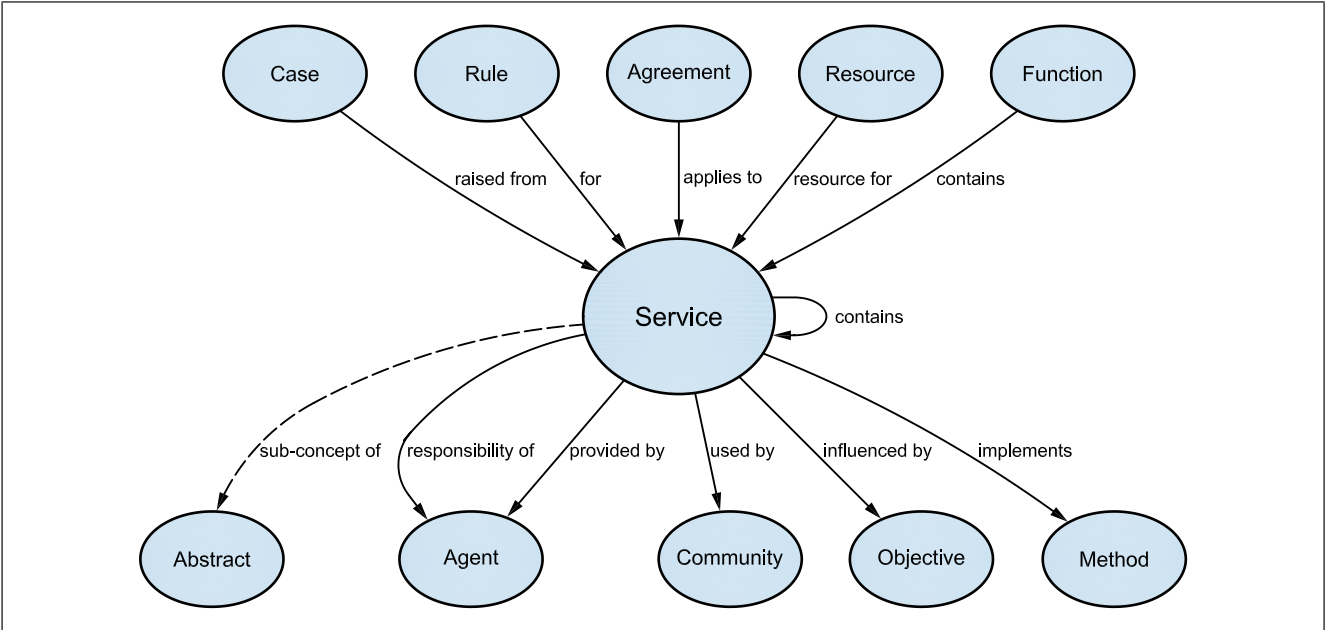 Case
Rule
Agreement
Resource
Function
raised from
for
applies to
resource for
contains
Service
contains
sub-concept of
responsibility of
provided by
used by
influenced by
implements
Abstract
Agent
Community
Objective
Method